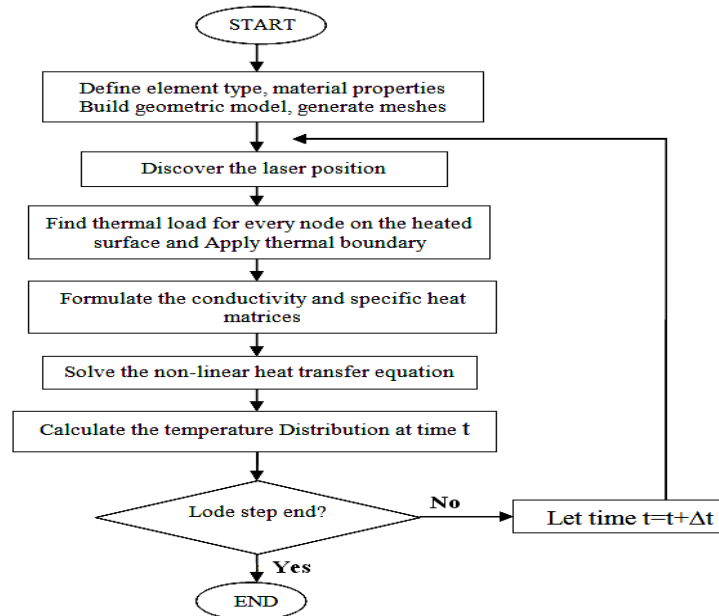 START
Define element type, material properties
Build geometric model, generate meshes
Discover the laser position
Find thermal load for every node on the heated
surface and Apply thermal boundary
Formulate the conductivity and specific heat
matrices
Solve the non-linear heat transfer equation
Calculate the temperature Distribution at time t
Lode step end?
No
Let time t=t+Δt
Yes
END